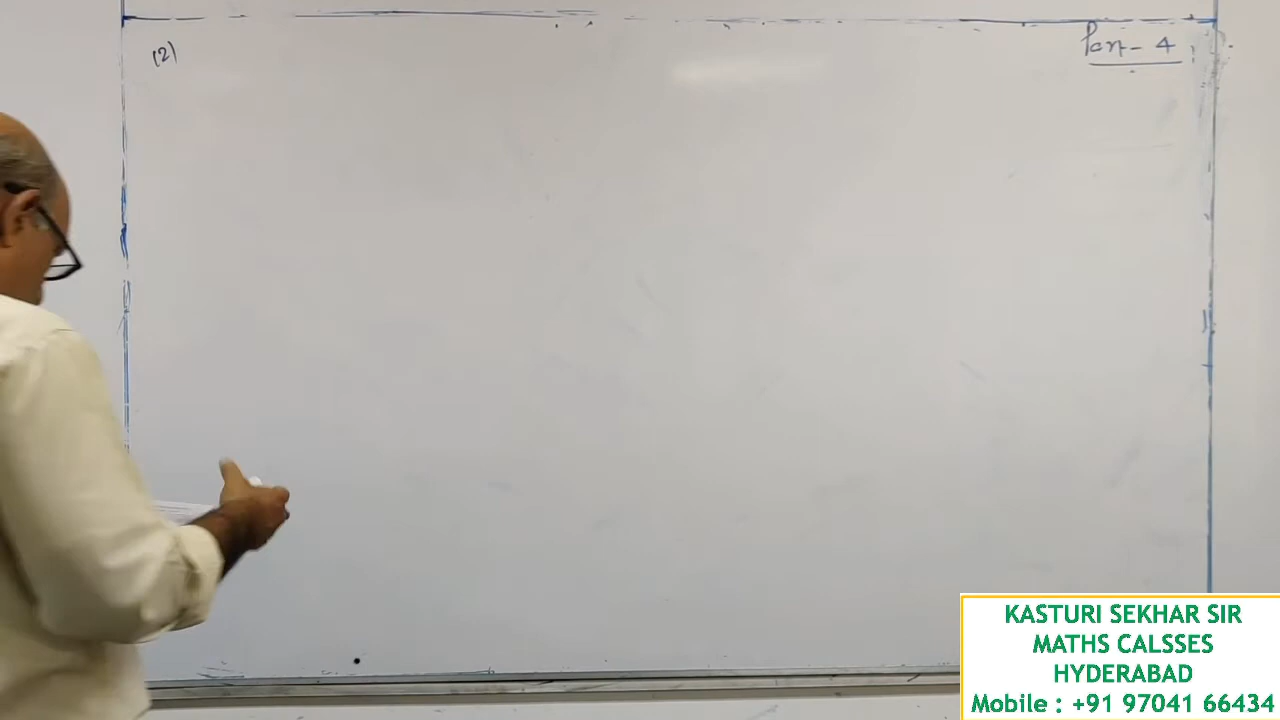 (2)
Part - 4
KASTURI SEKHAR SIR
MATHS CALSSES
HYDERABAD
Mobile : +91 97041 66434